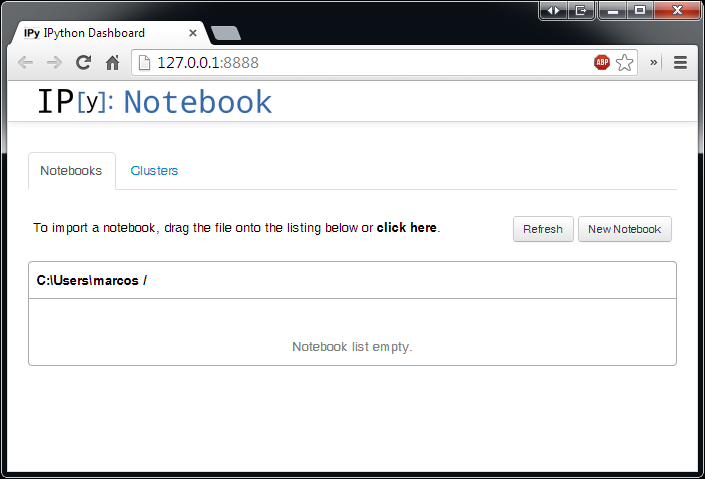 IPy IPython Dashboard
127.0.0.1:8888
ABP
IP[y]: Notebook
Notebooks Clusters
To import a notebook, drag the file onto the listing below or click here. Refresh New Notebook
C:\Users\marcos /
Notebook list empty.